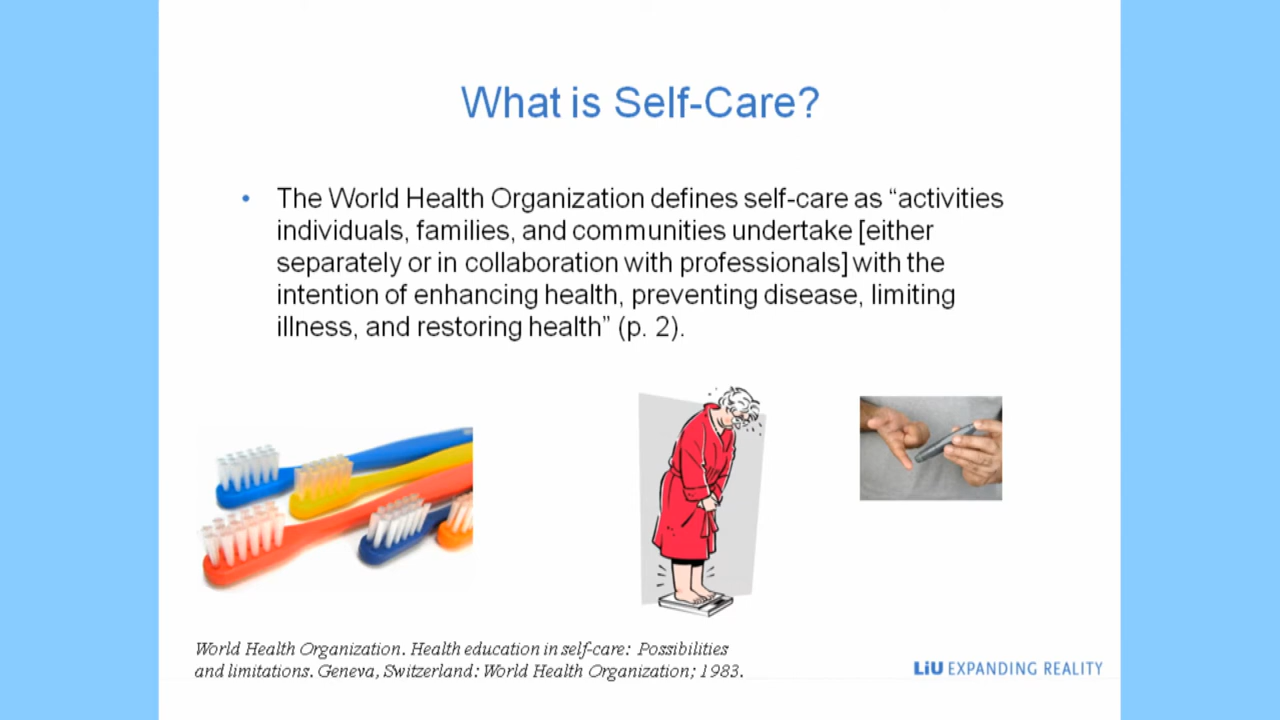 What is Self-Care?
• The World Health Organization defines self-care as “activities
individuals, families, and communities undertake [either
separately or in collaboration with professionals] with the
intention of enhancing health, preventing disease, limiting
illness, and restoring health” (p. 2).
World Health Organization. Health education in self-care: Possibilities
and limitations. Geneva, Switzerland: World Health Organization; 1983.
LiU EXPANDING REALITY